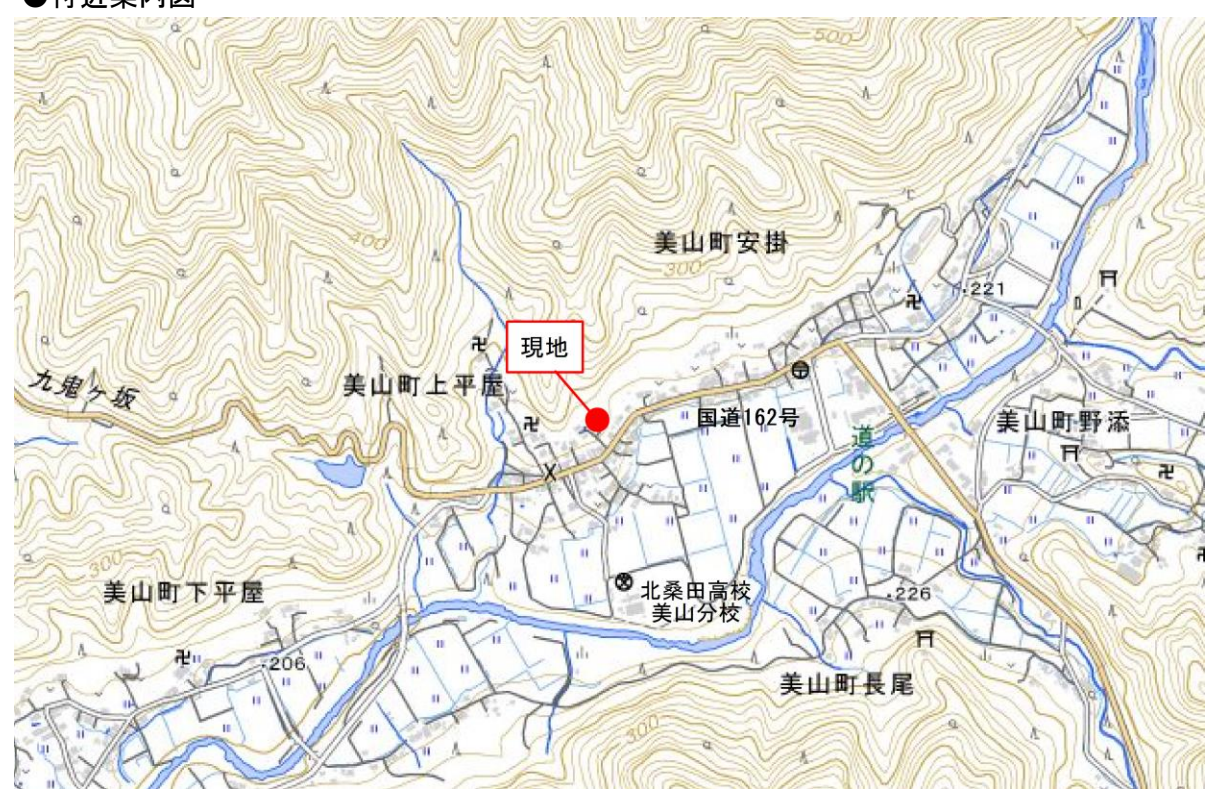 ●付近案内図
500
400
美山町安掛
300
221
現地
九鬼ヶ坂
美山町上平屋
国道162号
道の駅
美山町野添
300
美山町下平屋
北桑田高校
美山分校
226
206
美山町長尾
300